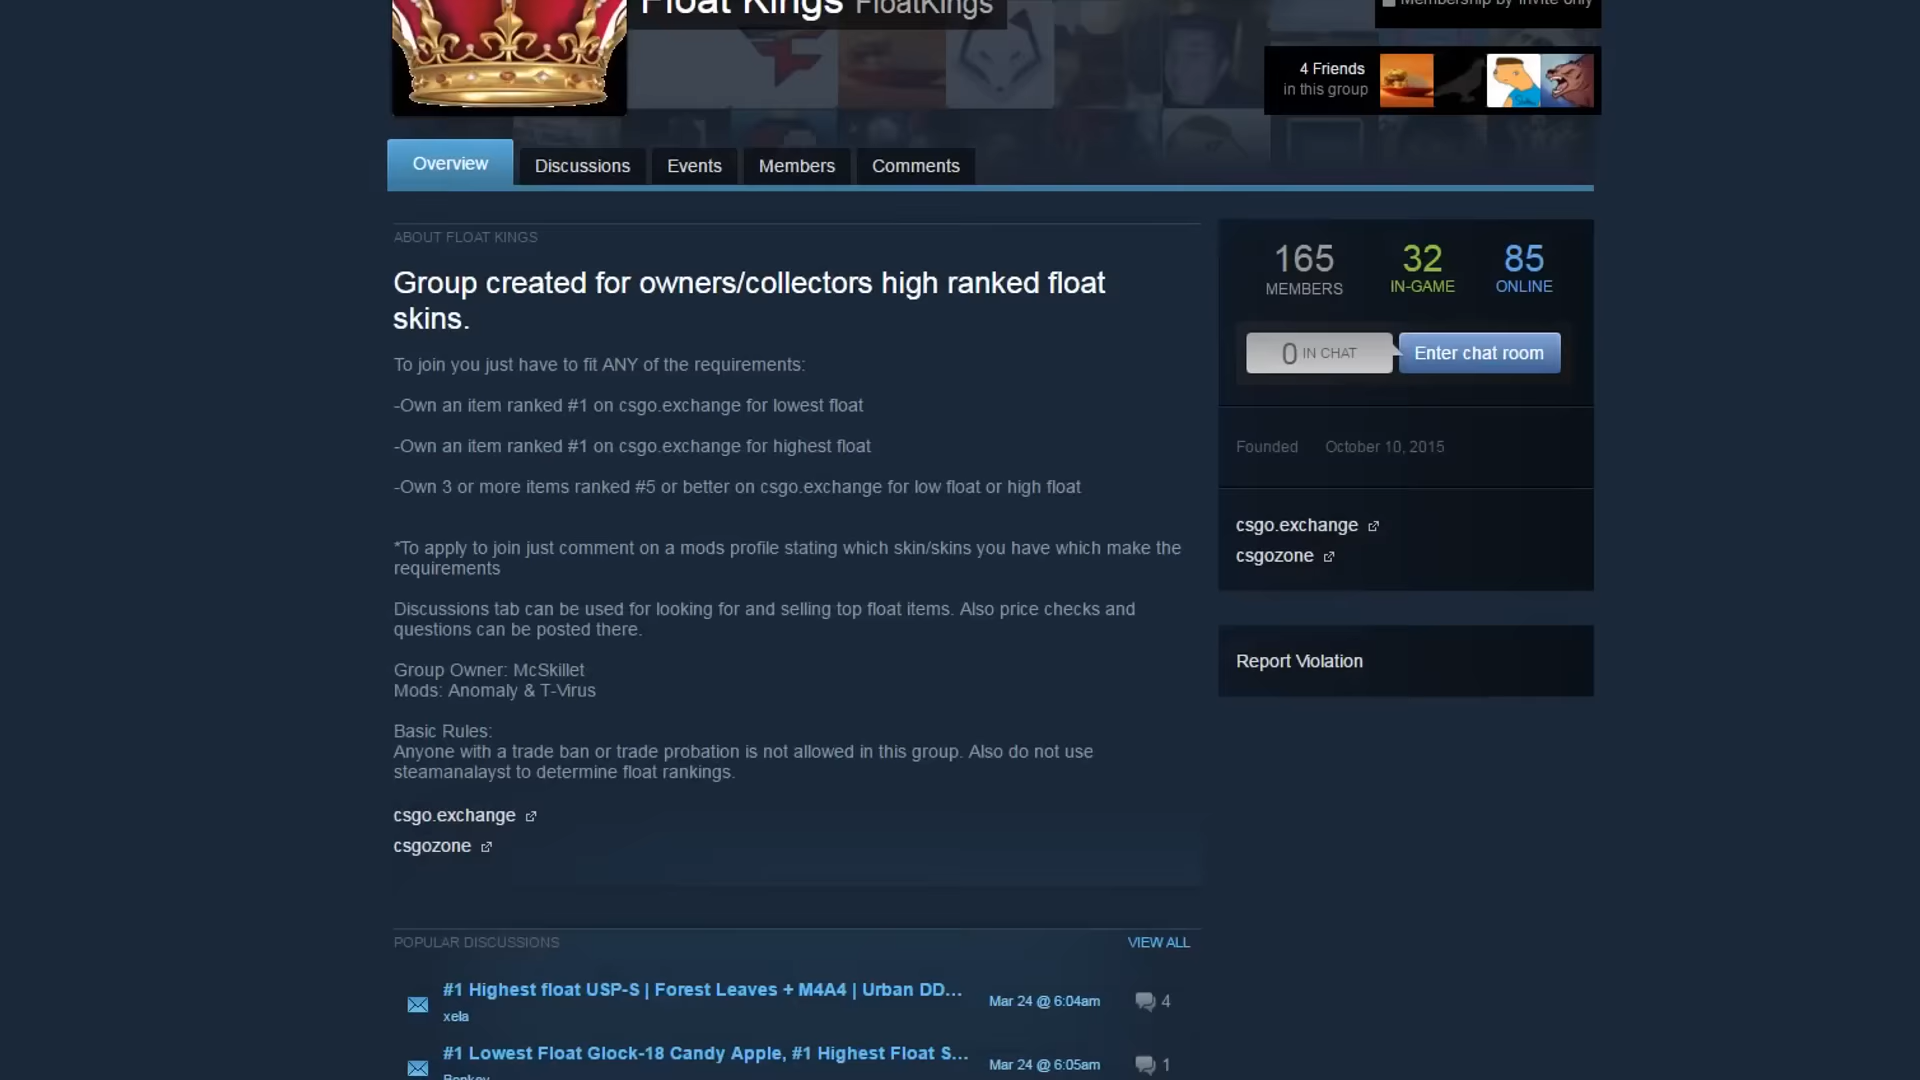 Float Kings FloatKings
Membership by invite only
4 Friends
in this group
Overview
Discussions
Events
Members
Comments
ABOUT FLOAT KINGS
Group created for owners/collectors high ranked float
skins.
To join you just have to fit ANY of the requirements:
-Own an item ranked #1 on csgo.exchange for lowest float
-Own an item ranked #1 on csgo.exchange for highest float
-Own 3 or more items ranked #5 or better on csgo.exchange for low float or high float
*To apply to join just comment on a mods profile stating which skin/skins you have which make the
requirements
Discussions tab can be used for looking for and selling top float items. Also price checks and
questions can be posted there.
Group Owner: McSkillet
Mods: Anomaly & T-Virus
Basic Rules:
Anyone with a trade ban or trade probation is not allowed in this group. Also do not use
steamanalayst to determine float rankings.
csgo.exchange
csgozone
165
MEMBERS
32
IN-GAME
85
ONLINE
0 IN CHAT
Enter chat room
Founded October 10, 2015
csgo.exchange
csgozone
Report Violation
POPULAR DISCUSSIONS
VIEW ALL
#1 Highest float USP-S | Forest Leaves + M4A4 | Urban DD...
Mar 24 @ 6:04am
4
xela
#1 Lowest Float Glock-18 Candy Apple, #1 Highest Float S...
Mar 24 @ 6:05am
1